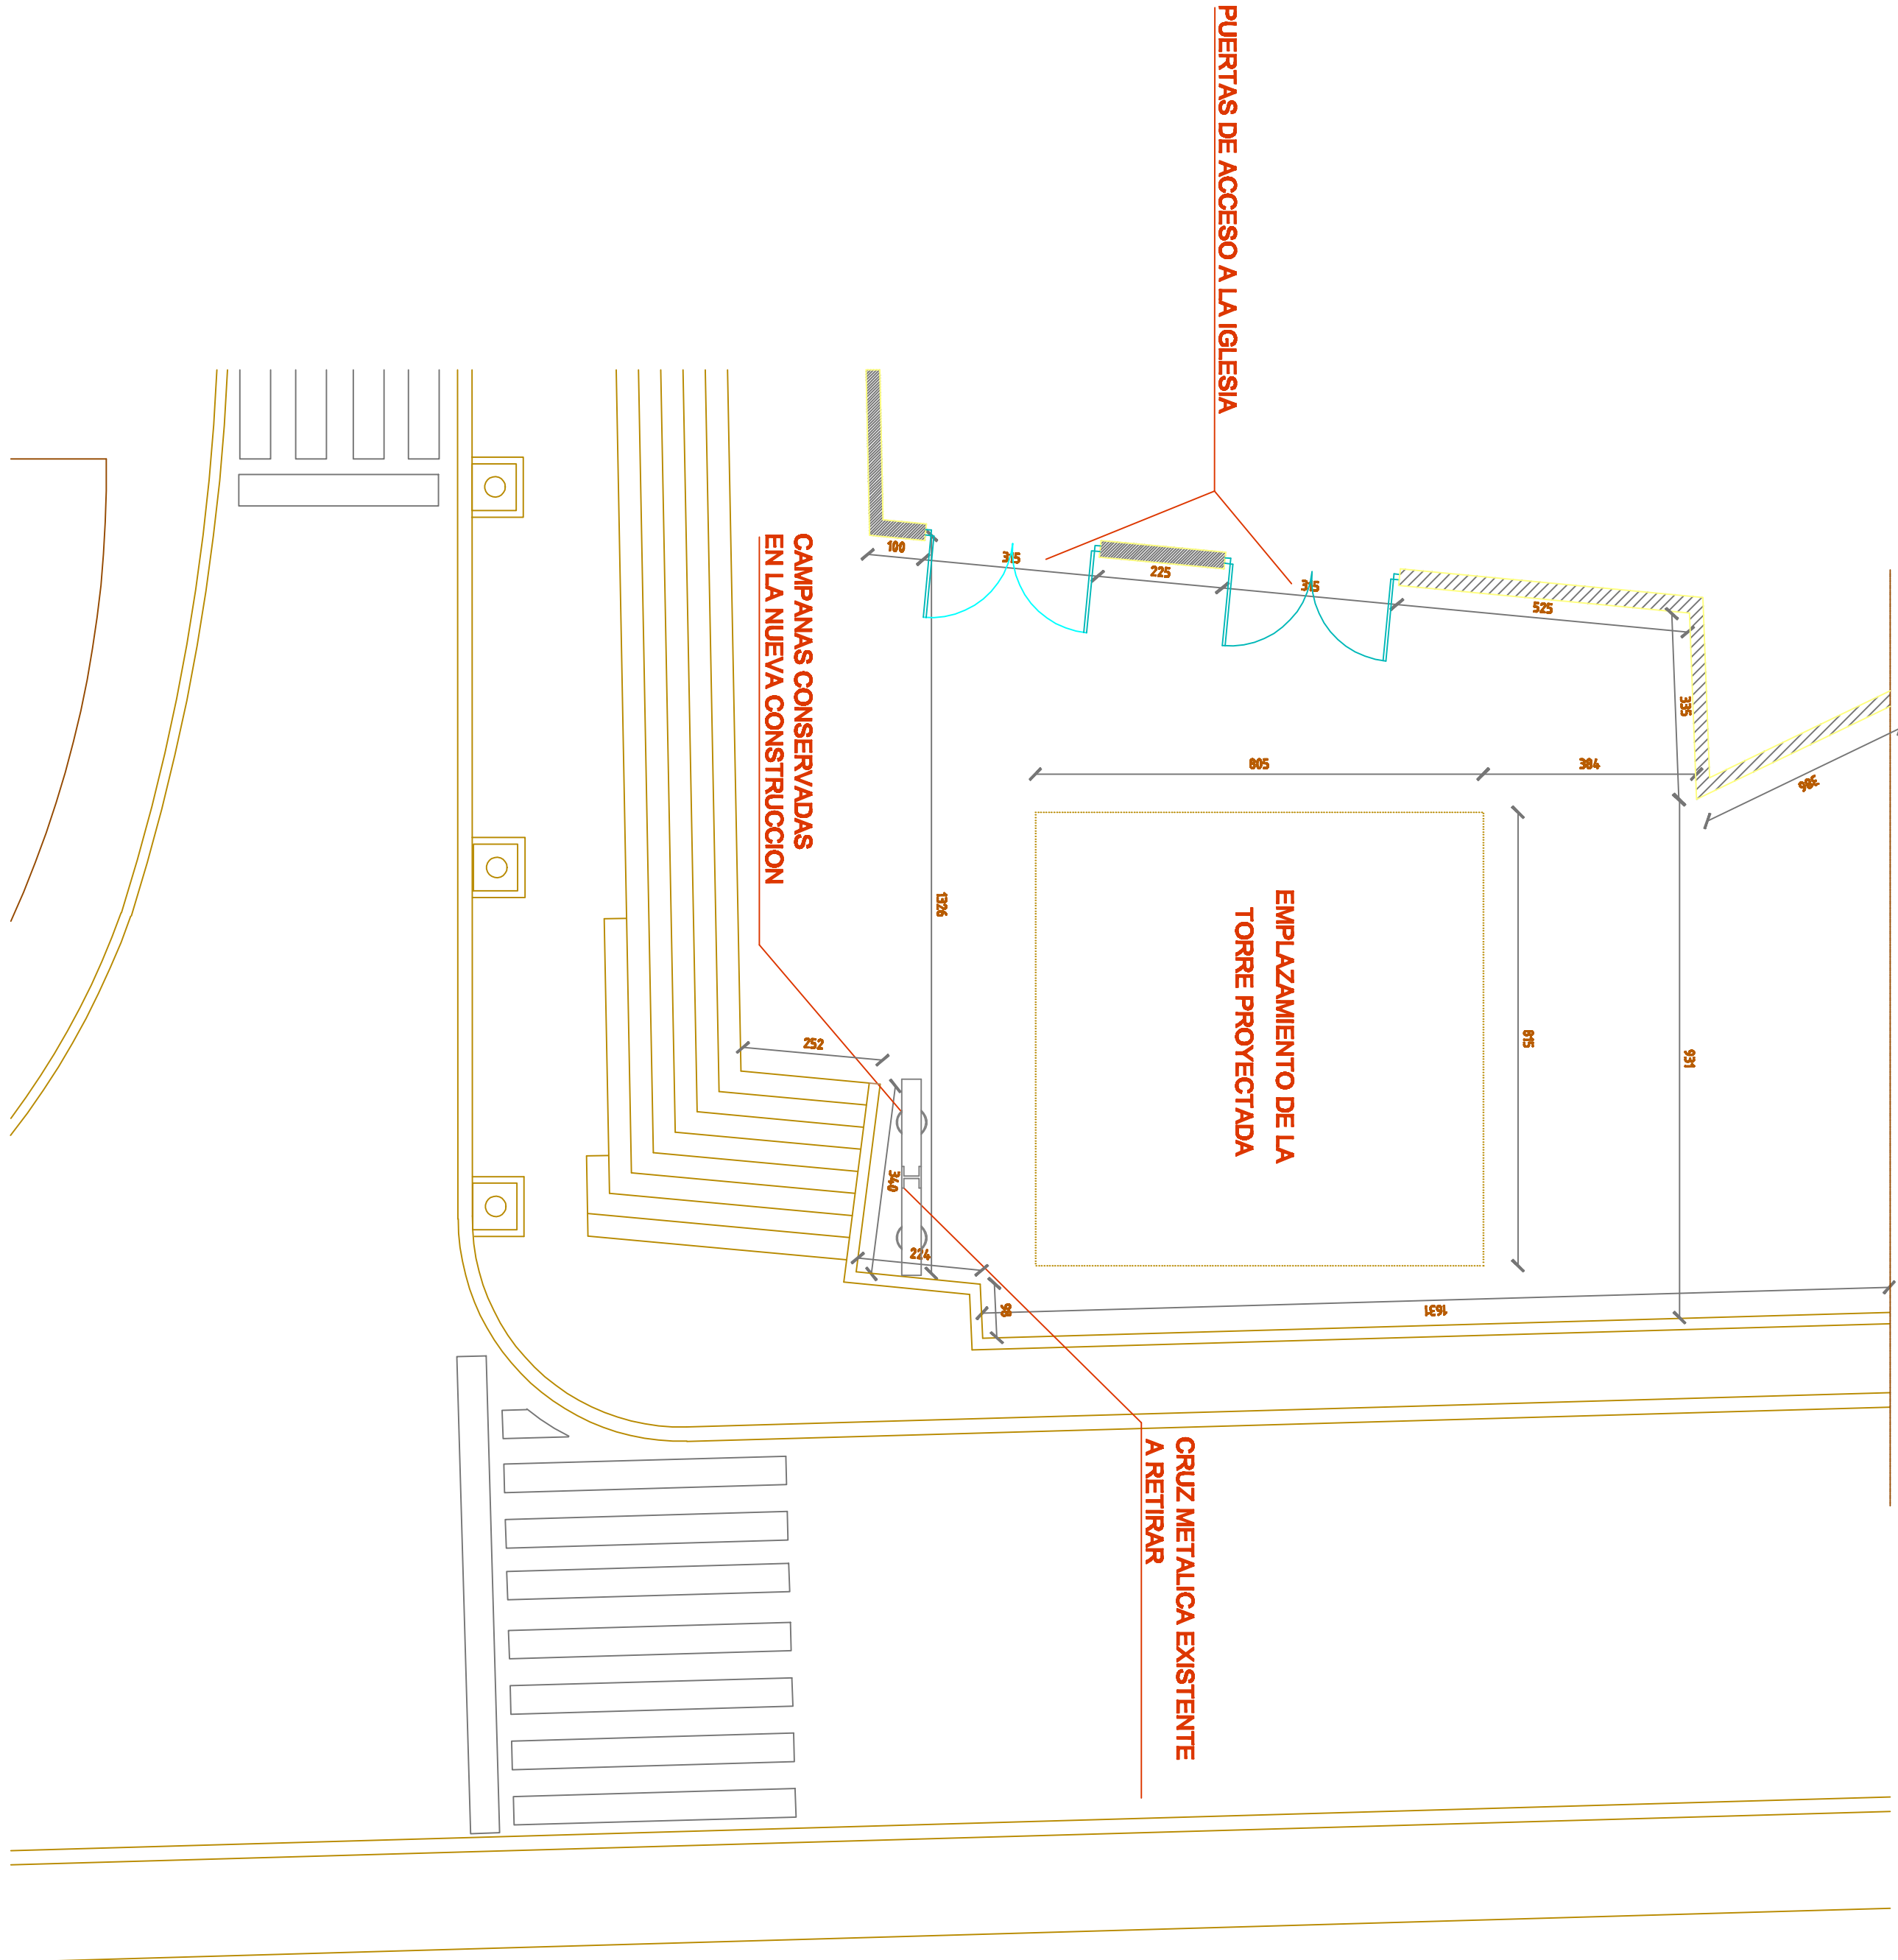 PUERTAS DE ACCESO A LA IGLESIA
CAMPANAS CONSERVADAS
EN LA NUEVA CONSTRUCCION
100
315
225
315
525
335
805
384
1326
EMPLAZAMIENTO DE LA
TORRE PROYECTADA
815
931
252
340
224
98
1631
CRUZ METALICA EXISTENTE
A RETIRAR